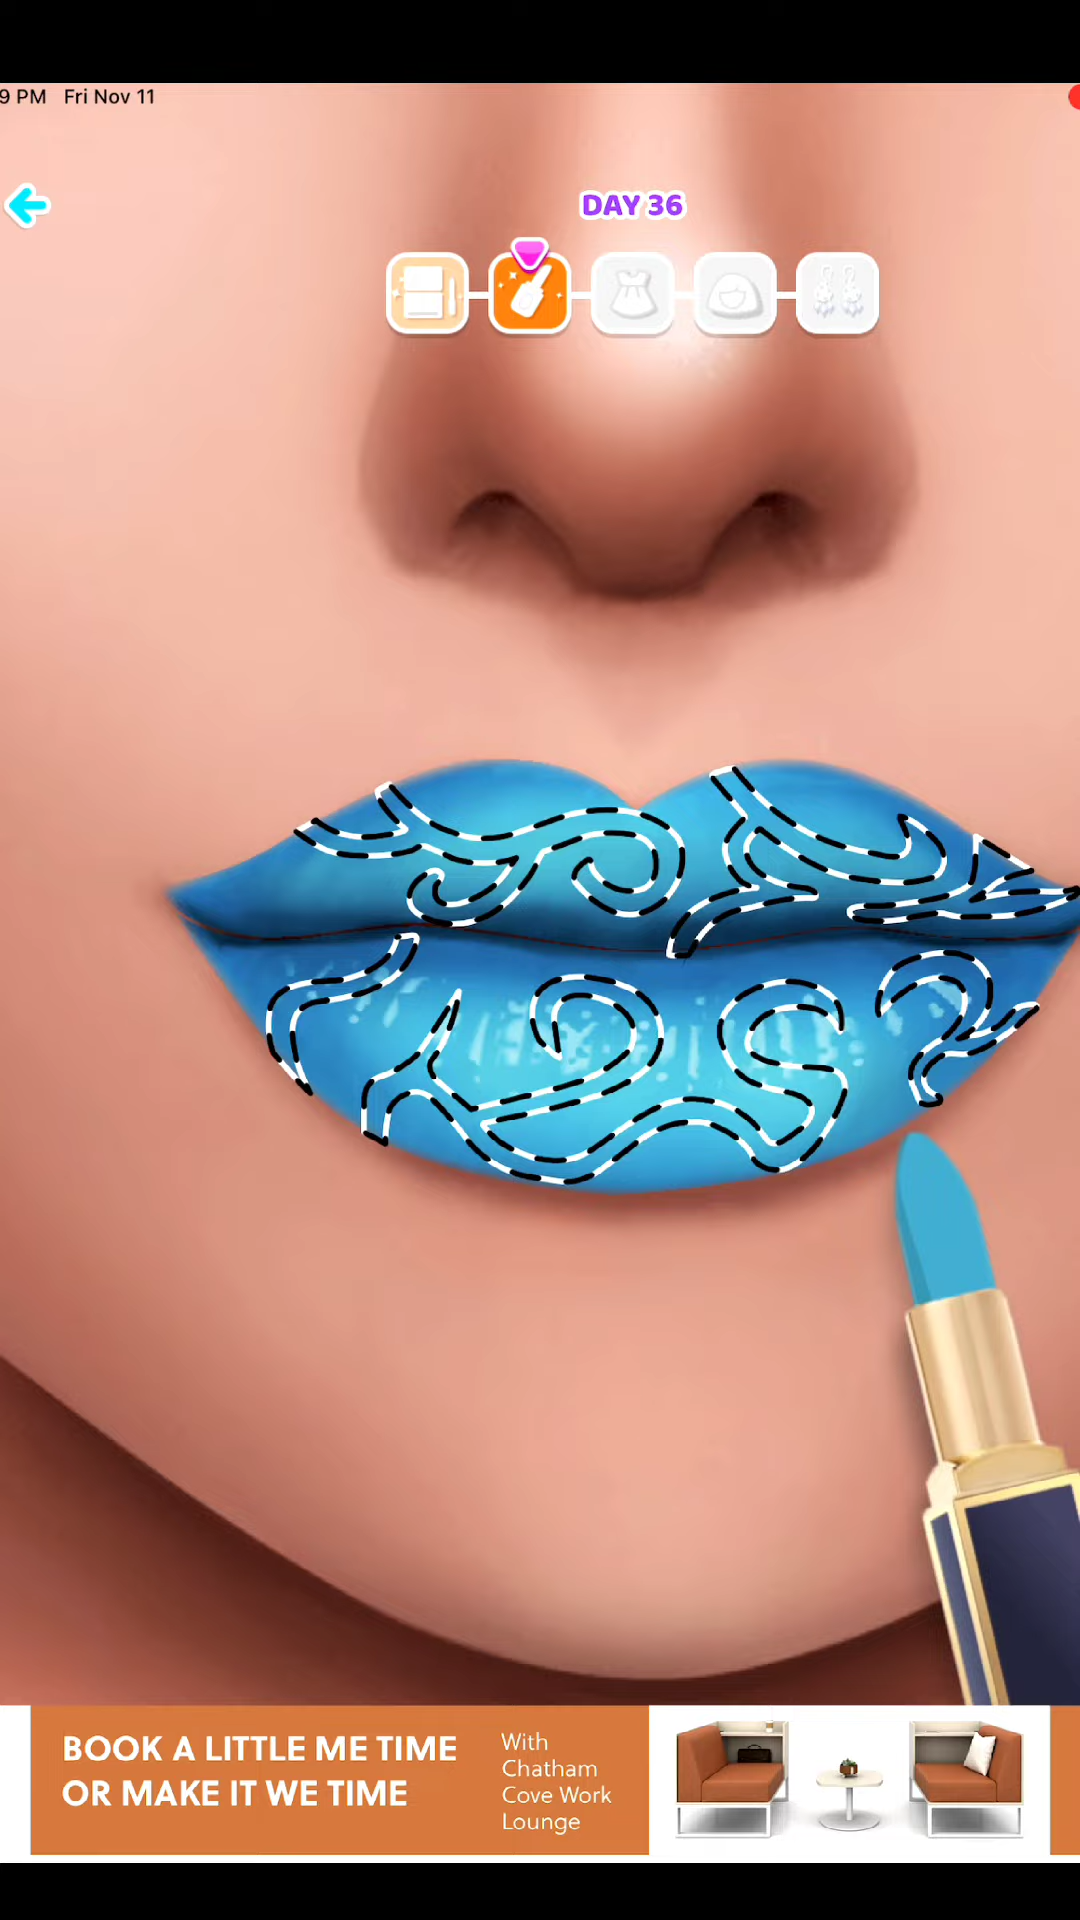 9 PM Fri Nov 11
DAY 36
BOOK A LITTLE ME TIME
OR MAKE IT WE TIME
With
Chatham
Cove Work
Lounge